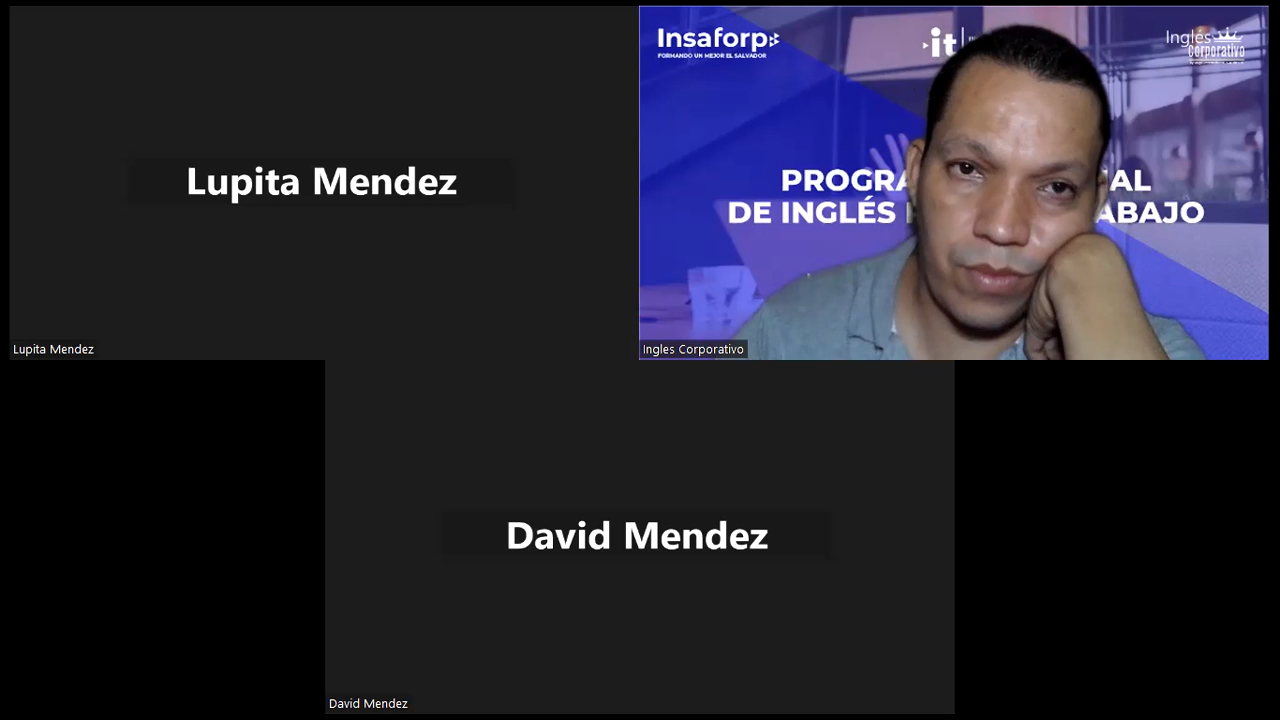 Lupita Mendez
Lupita Mendez
Insaforp
FORMANDO UN MEJOR EL SALVADOR
it
Inglés
Corporativo
PROGRA AL
DE INGLÉS ABAJO
Ingles Corporativo
David Mendez
David Mendez